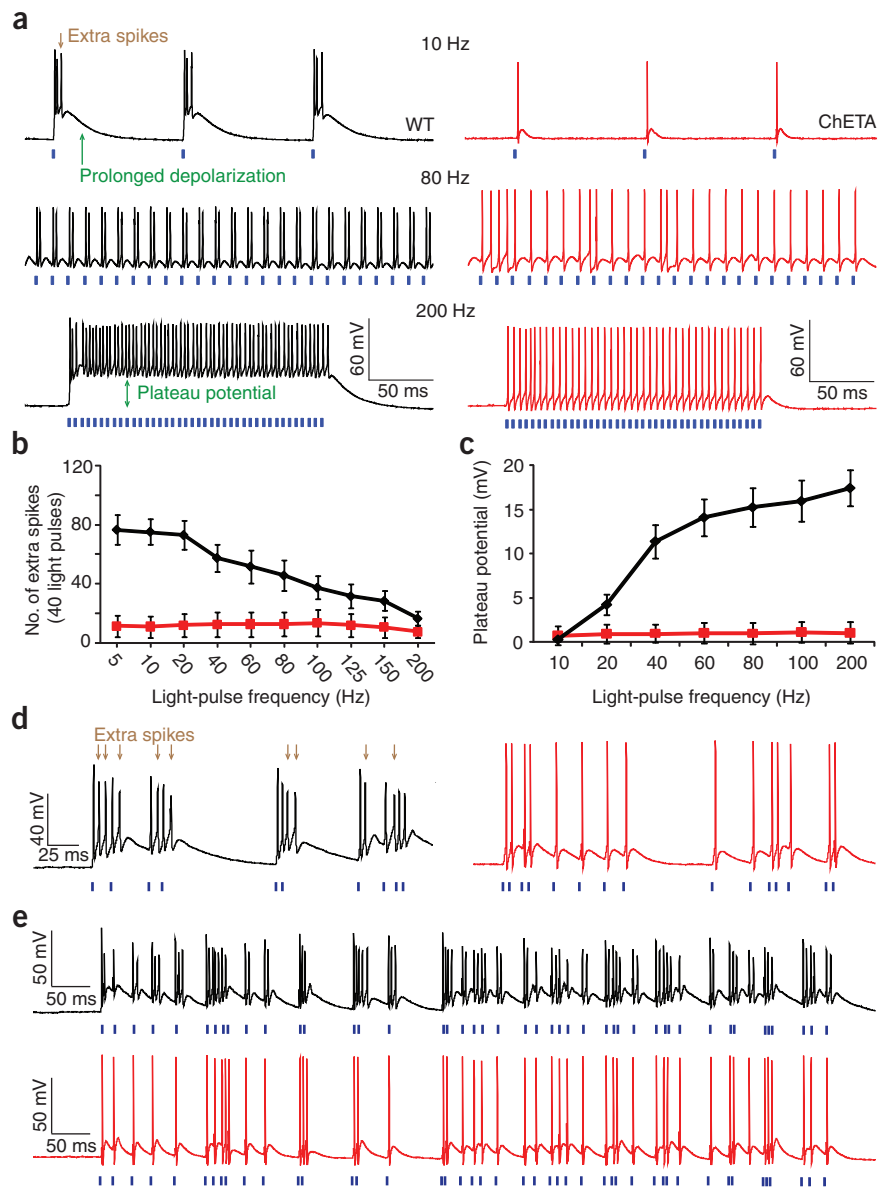 a
Extra spikes
10 Hz
WT
ChETA
Prolonged depolarization
80 Hz
200 Hz
60 mV
50 ms
Plateau potential
60 mV
50 ms
b
No. of extra spikes
(40 light pulses)
120
80
40
0
5 10 20 40 60 80 100 125 150 200
Light-pulse frequency (Hz)
c
Plateau potential (mV)
20
15
10
5
0
10 20 40 60 80 100 200
Light-pulse frequency (Hz)
d
Extra spikes
40 mV
25 ms
e
50 mV
50 ms
50 mV
50 ms